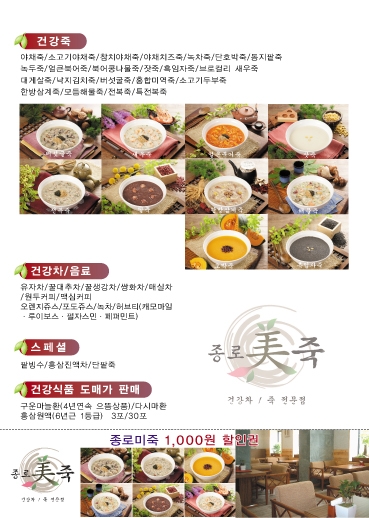 건강죽
야채죽/소고기야채죽/참치야채죽/야채치즈죽/녹차죽/단호박죽/동지팥죽
녹두죽/얼큰북어죽/북어콩나물죽/잣죽/흑임자죽/브로컬리 새우죽
대게살죽/낙지김치죽/버섯굴죽/홍합미역죽/소고기두부죽
한방삼계죽/모듬해물죽/전복죽/특전복죽
건강차/음료
유자차/꿀대추차/꿀생강차/쌍화차/매실차
/원두커피/맥심커피
오렌지쥬스/포도쥬스/녹차/허브티(캐모마일
·루이보스·펄자스민·페퍼민트)
스페셜
팥빙수/홍삼진액차/단팥죽
종로美죽
건강차 / 죽 전문점
건강식품 도매가 판매
구운마늘환(4년연속 으뜸상품)/다시마환
홍삼원액(6년근 1등급) 3포/30포
종로미죽 1,000원 할인권
종로美죽
건강차 / 죽 전문점